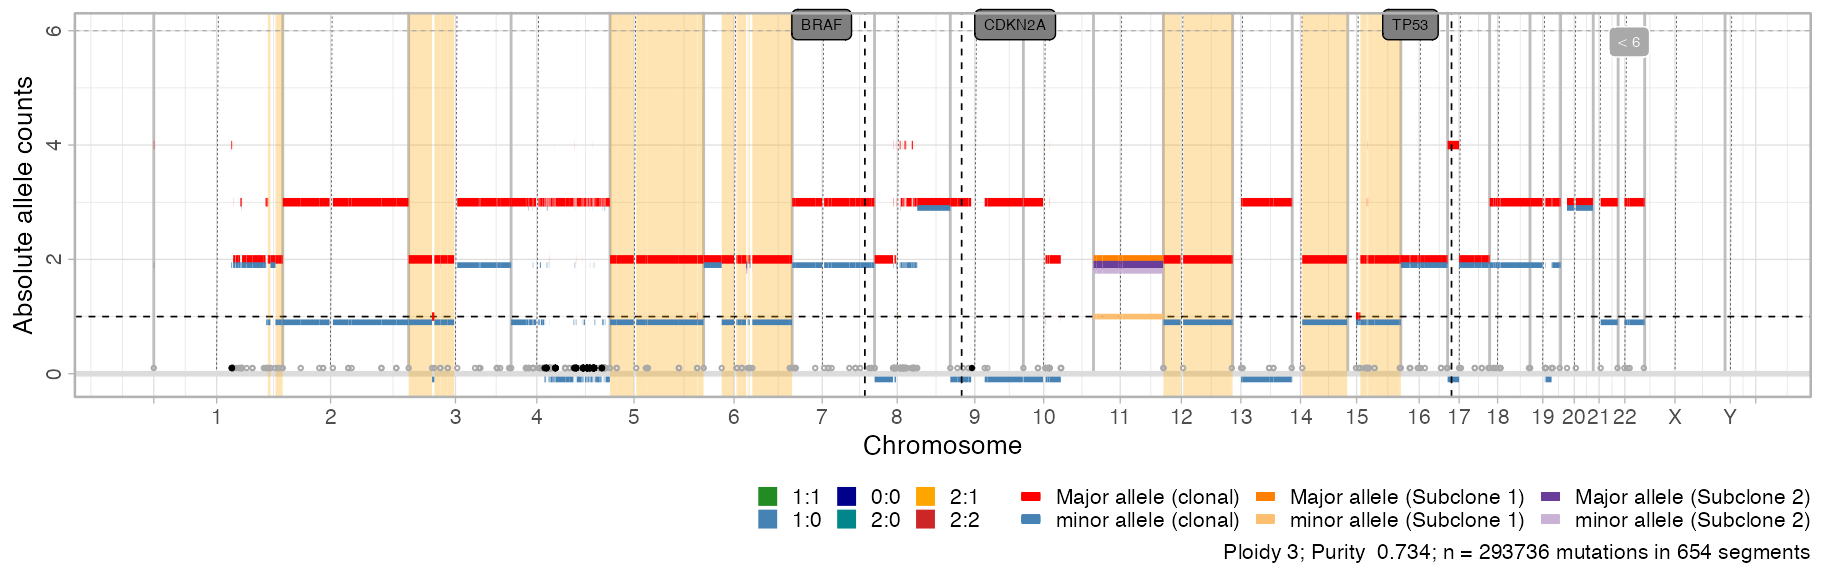 BRAF CDKN2A TP53
< 6
Absolute allele counts
6
4
2
0
1 2 3 4 5 6 7 8 9 10 11 12 13 14 15 16 17 18 19 20 21 22 X Y
Chromosome
1:1 0:0 2:1 Major allele (clonal) Major allele (Subclone 1) Major allele (Subclone 2)
1:0 2:0 2:2 minor allele (clonal) minor allele (Subclone 1) minor allele (Subclone 2)
Ploidy 3; Purity 0.734; n = 293736 mutations in 654 segments